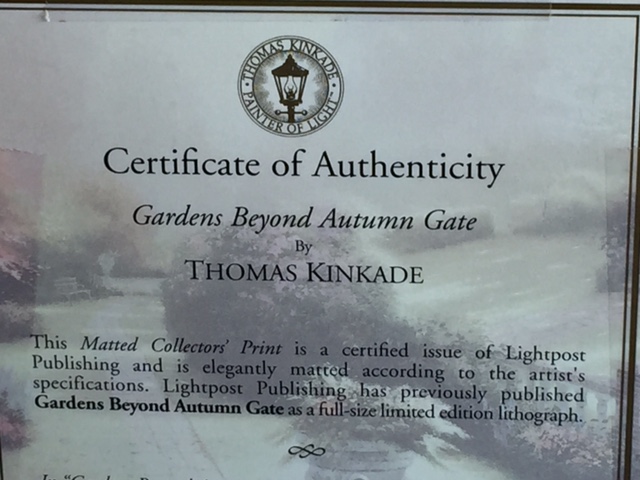 THOMAS KINKADE
PAINTER OF LIGHT
Certificate of Authenticity
Gardens Beyond Autumn Gate
By
THOMAS KINKADE
This Matted Collectors' Print is a certified issue of Lightpost
Publishing and is elegantly matted according to the artist's
specifications. Lightpost Publishing has previously published
Gardens Beyond Autumn Gate as a full-size limited edition lithograph.